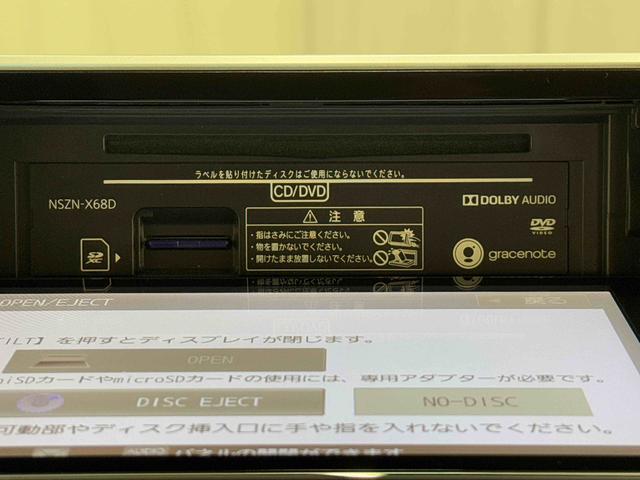 ラベルを貼り付けたディスクはご使用にならないでください。
CD/DVD
NSZN-X68D
DOLBY AUDIO
注 意
・指はさみにご注意ください。
・物を置かないでください。
・開けたまま放置しないでください。
DVD
VIDEO
SD
XC
gracenote
OPEN/EJECT
戻る
TILT】を押すとディスプレイが閉じます。
OPEN
niSDカードやmicroSDカードの使用には、専用アダプターが必要です。
DISC EJECT
NO-DISC
可動部やディスク挿入口に手や指を入れないでください。